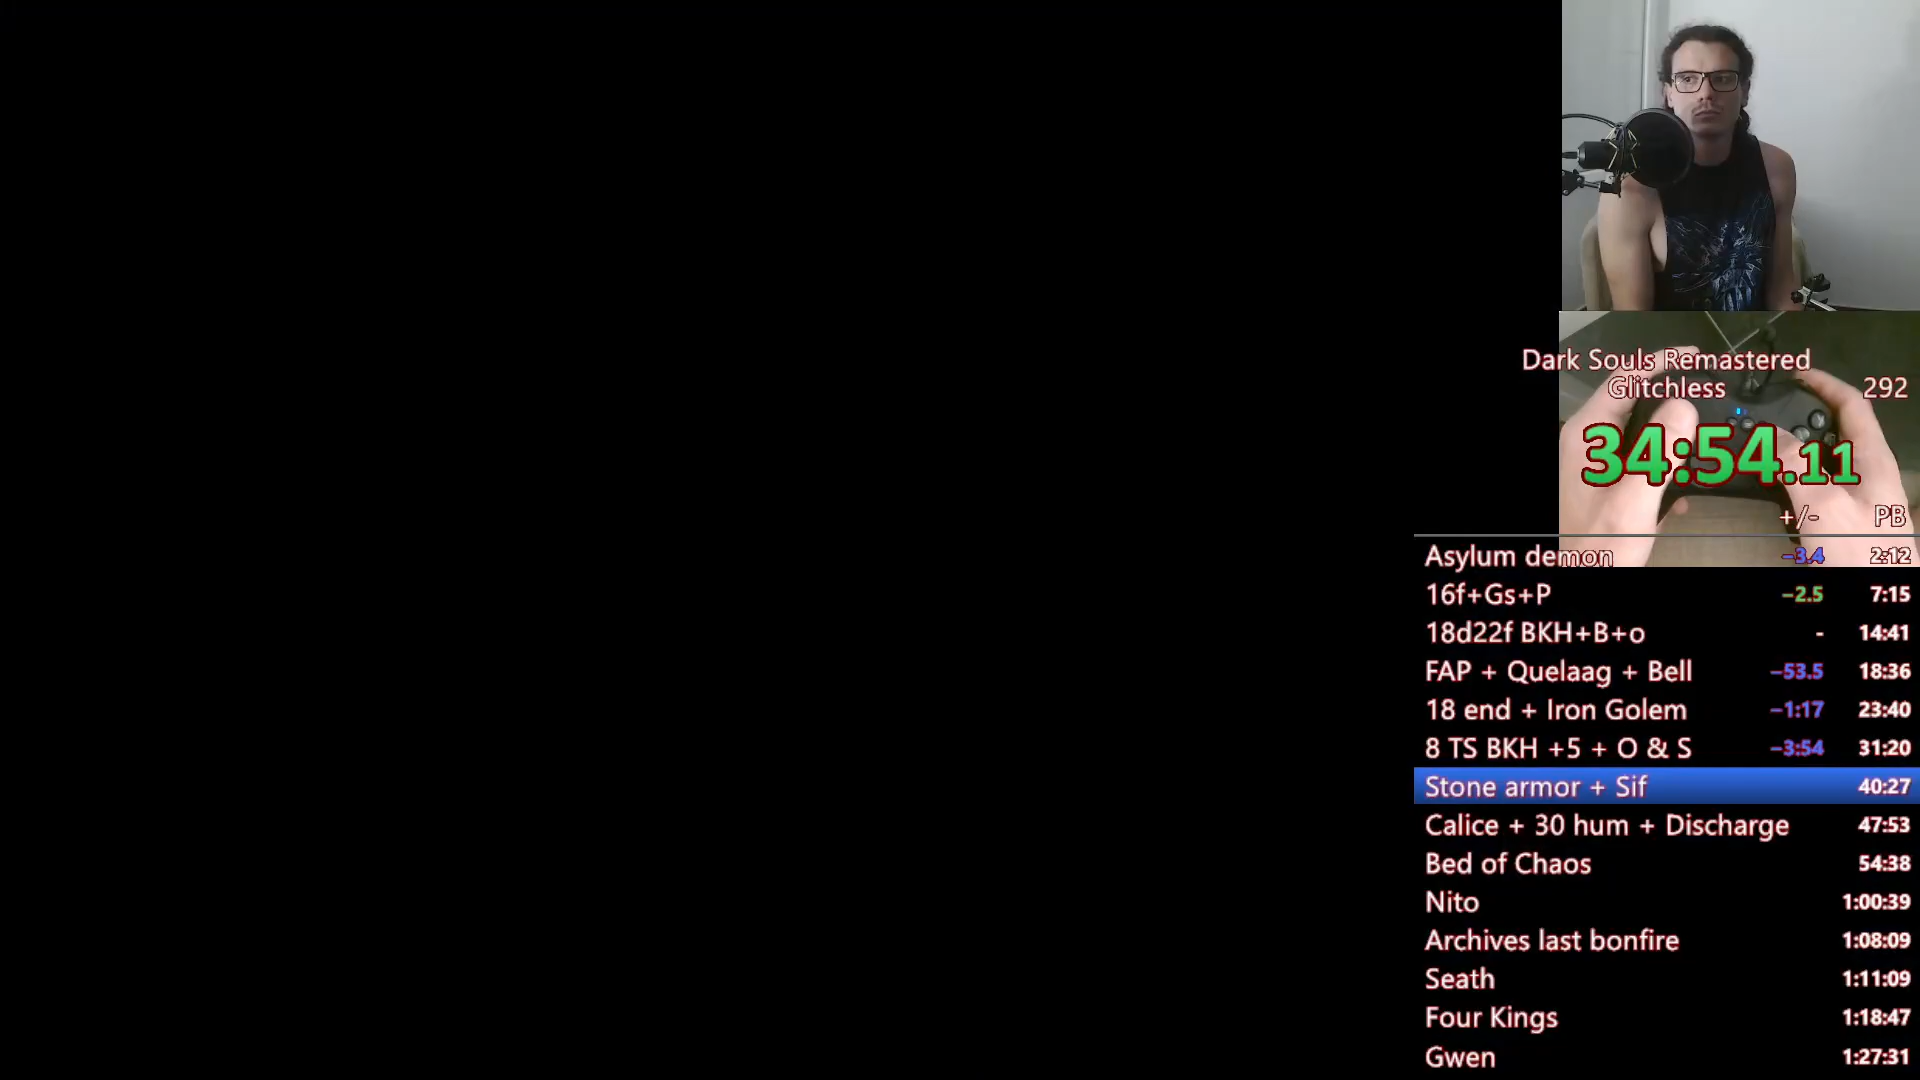 Dark Souls Remastered
Glitchless 292
34:54.11
+/- PB
Asylum demon -3.4 2:12
16f+Gs+P -2.5 7:15
18d22f BKH+B+o - 14:41
FAP + Quelaag + Bell -53.5 18:36
18 end + Iron Golem -1:17 23:40
8 TS BKH +5 + O & S -3:54 31:20
Stone armor + Sif 40:27
Calice + 30 hum + Discharge 47:53
Bed of Chaos 54:38
Nito 1:00:39
Archives last bonfire 1:08:09
Seath 1:11:09
Four Kings 1:18:47
Gwen 1:27:31